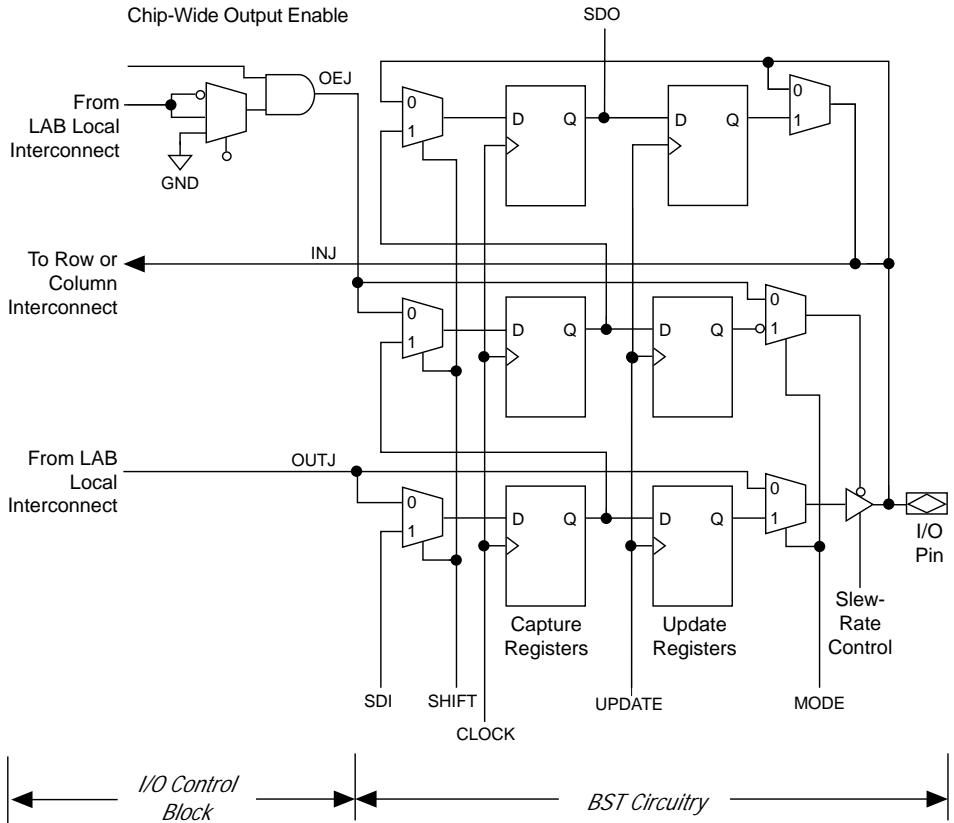 Chip-Wide Output Enable
SDO
OEJ
From
LAB Local
Interconnect
GND
0
1
D Q
D Q
0
1
To Row or
Column
Interconnect
INJ
0
1
D Q
D Q
0
1
From LAB
Local
Interconnect
OUTJ
0
1
D Q
D Q
0
1
I/O
Pin
Capture
Registers
Update
Registers
Slew-
Rate
Control
SDI
SHIFT
CLOCK
UPDATE
MODE
I/O Control
Block
BST Circuitry